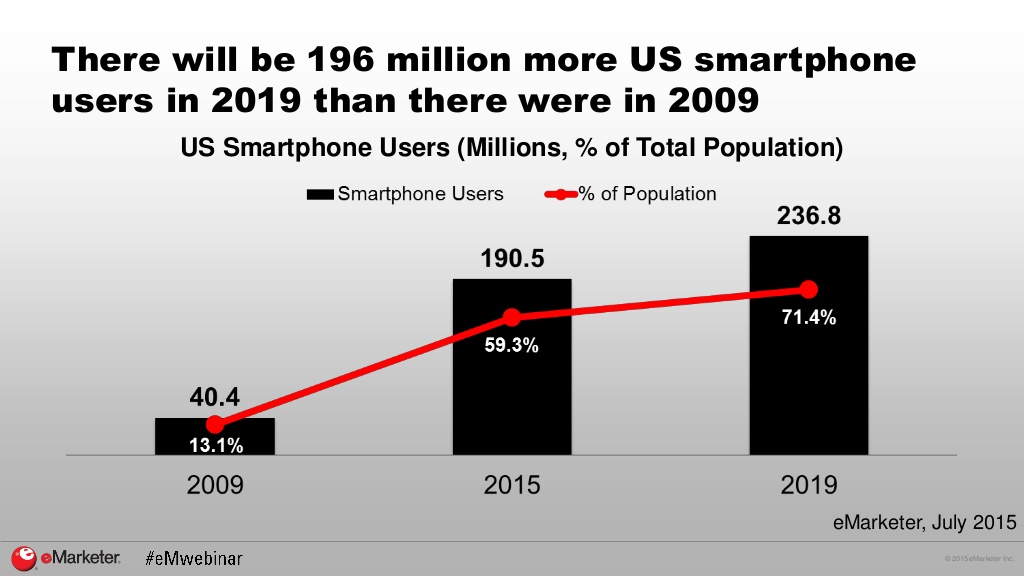 There will be 196 million more US smartphone
users in 2019 than there were in 2009
US Smartphone Users (Millions, % of Total Population)
Smartphone Users
% of Population
236.8
190.5
71.4%
59.3%
40.4
13.1%
2009
2015
2019
eMarketer, July 2015
eMarketer.
#eMwebinar
© 2015 eMarketer Inc.